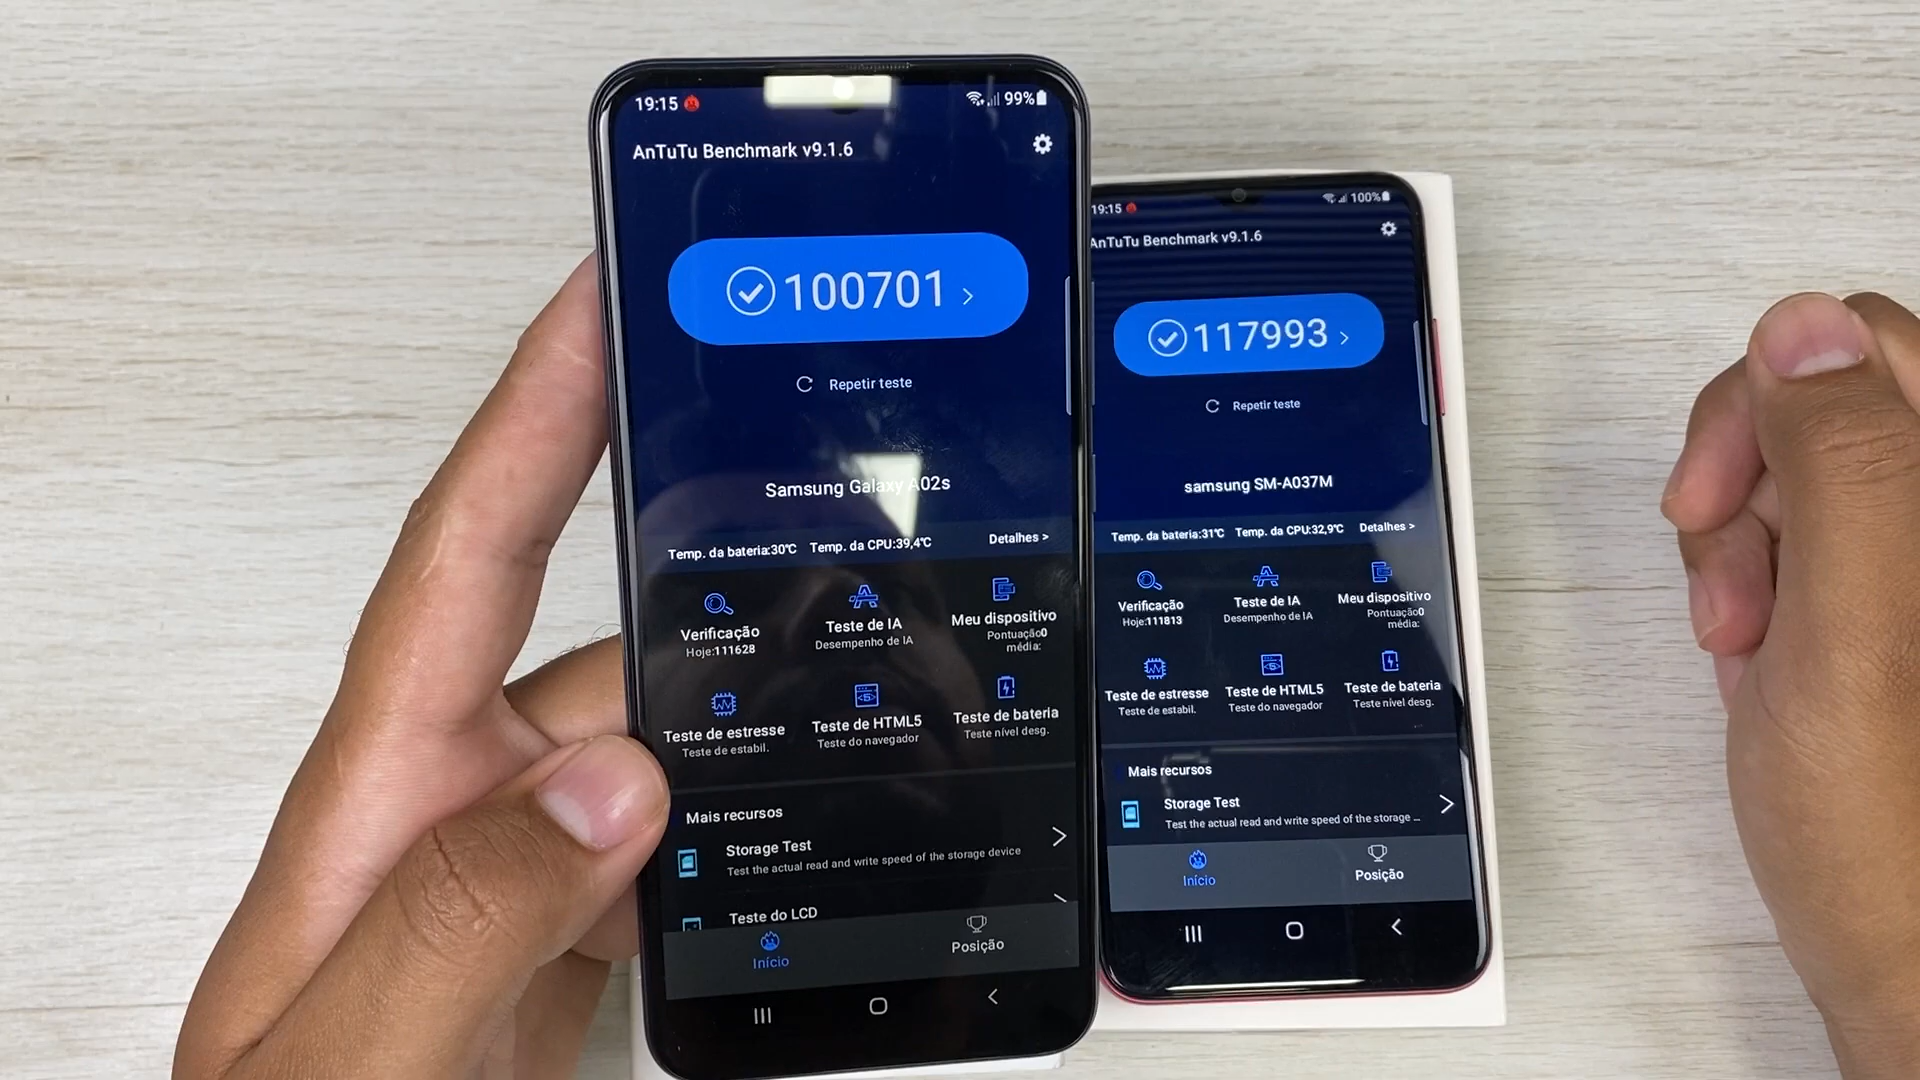 19:15
99%
AnTuTu Benchmark v9.1.6
100701
Repetir teste
Samsung Galaxy A02s
Temp. da bateria:30℃ Temp. da CPU:39,4℃ Detalhes >
Verificação
Hoje:111628
Teste de IA
Desempenho de IA
Meu dispositivo
Pontuação0
média:
Teste de estresse
Teste de estabil.
Teste de HTML5
Teste do navegador
Teste de bateria
Teste nível desg.
Mais recursos
Storage Test
Test the actual read and write speed of the storage device
Teste do LCD
Início
Posição
19:15
100%
AnTuTu Benchmark v9.1.6
117993
Repetir teste
samsung SM-A037M
Temp. da bateria:31℃ Temp. da CPU:32,9℃ Detalhes >
Verificação
Hoje:111813
Teste de IA
Desempenho de IA
Meu dispositivo
Pontuação0
média:
Teste de estresse
Teste de estabil.
Teste de HTML5
Teste do navegador
Teste de bateria
Teste nível desg.
Mais recursos
Storage Test
Test the actual read and write speed of the storage ...
Início
Posição